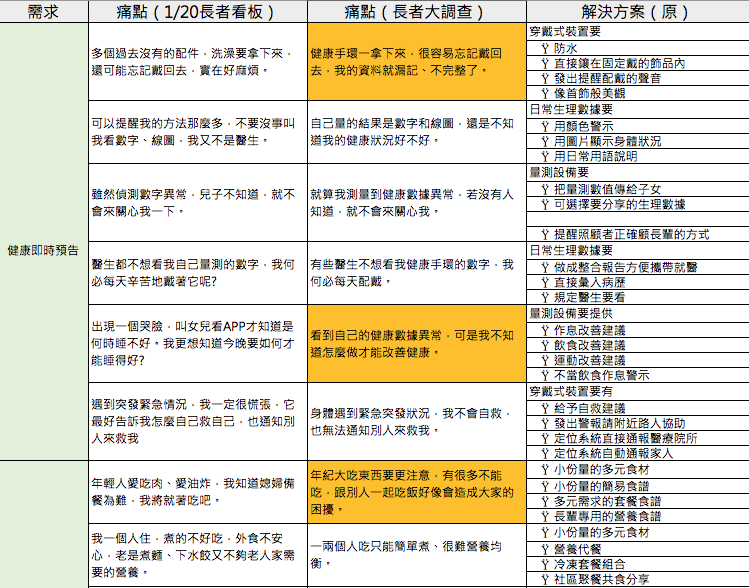 需求
痛點（1/20長者看板）
痛點（長者大調查）
解決方案（原）
健康即時預告
多個過去沒有的配件，洗澡要拿下來，
還可能忘記戴回去，實在好麻煩。
健康手環一拿下來，很容易忘記戴回
去，我的資料就漏記、不完整了。
穿戴式裝置要
防水
直接鑲在固定戴的飾品內
發出提醒配戴的聲音
像首飾般美觀
可以提醒我的方法那麼多，不要沒事叫
我看數字、線圖，我又不是醫生。
自己量的結果是數字和線圖，還是不知
道我的健康狀況好不好。
日常生理數據要
用顏色警示
用圖片顯示身體狀況
用日常用語說明
雖然偵測數字異常，兒子不知道，就不
會來關心我一下。
就算我測量到健康數據異常，若沒有人
知道，就不會來關心我。
量測設備要
把量測數值傳給子女
可選擇要分享的生理數據
提醒照顧者正確顧長輩的方式
醫生都不想看我自己量測的數字，我何
必每天辛苦地戴著它呢?
有些醫生不想看我健康手環的數字，我
何必每天配戴。
日常生理數據要
做成整合報告方便攜帶就醫
直接彙入病歷
規定醫生要看
出現一個哭臉，叫女兒看APP才知道是
何時睡不好。我更想知道今晚要如何才
能睡得好?
看到自己的健康數據異常，可是我不知
道怎麼做才能改善健康。
量測設備要提供
作息改善建議
飲食改善建議
運動改善建議
不當飲食作息警示
遇到突發緊急情況，我一定很慌張，它
最好告訴我怎麼自己救自己，也通知別
人來救我
身體遇到緊急突發狀況，我不會自救，
也無法通知別人來救我。
穿戴式裝置要有
給予自救建議
發出警報請附近路人協助
定位系統直接通報醫療院所
定位系統自動通報家人
年輕人愛吃肉、愛油炸，我知道媳婦備
餐為難，我將就著吃吧。
年紀大吃東西要更注意，有很多不能
吃，跟別人一起吃飯好像會造成大家的
困擾。
小份量的多元食材
小份量的簡易食譜
多元需求的套餐食譜
長輩專用的營養食譜
我一個人住，煮的不好吃，外食不安
心，老是煮麵、下水餃又不夠老人家需
要的營養。
一兩個人吃只能簡單煮、很難營養均
衡。
小份量的多元食材
營養代餐
冷凍套餐組合
社區聚餐共食分享